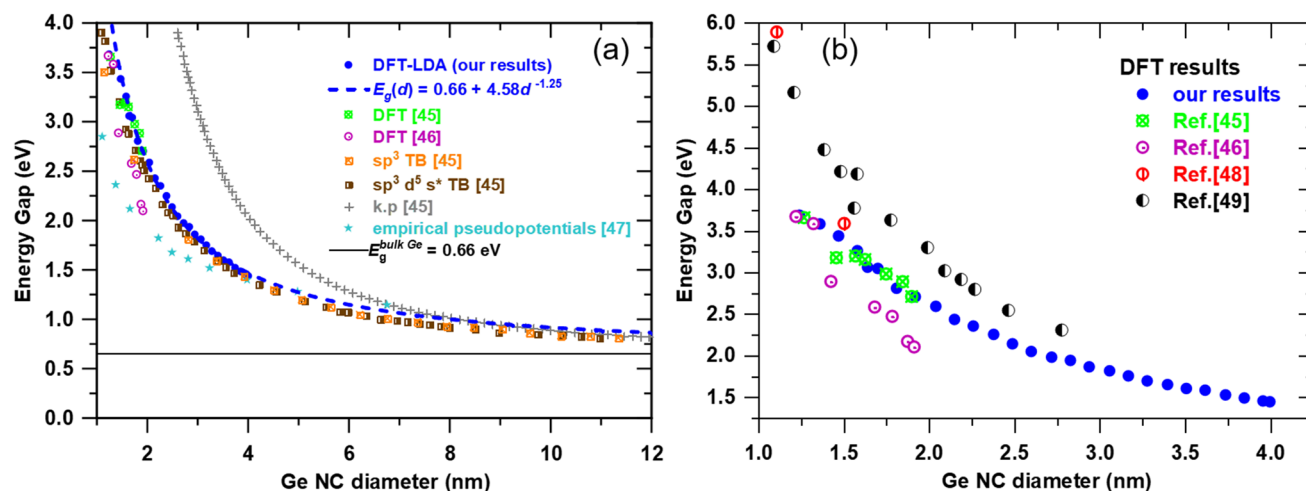 (a)
4.0
3.5
3.0
2.5
2.0
1.5
1.0
0.5
0.0
Energy Gap (eV)
2
4
6
8
10
12
Ge NC diameter (nm)
DFT-LDA (our results)
E_g(d) = 0.66 + 4.58d^-1.25
DFT [45]
DFT [46]
sp³ TB [45]
sp³ d⁵ s* TB [45]
k.p [45]
empirical pseudopotentials [47]
E_g^bulk Ge = 0.66 eV
(b)
6.0
5.5
5.0
4.5
4.0
3.5
3.0
2.5
2.0
1.5
Energy Gap (eV)
1.0
1.5
2.0
2.5
3.0
3.5
4.0
Ge NC diameter (nm)
DFT results
our results
Ref.[45]
Ref.[46]
Ref.[48]
Ref.[49]